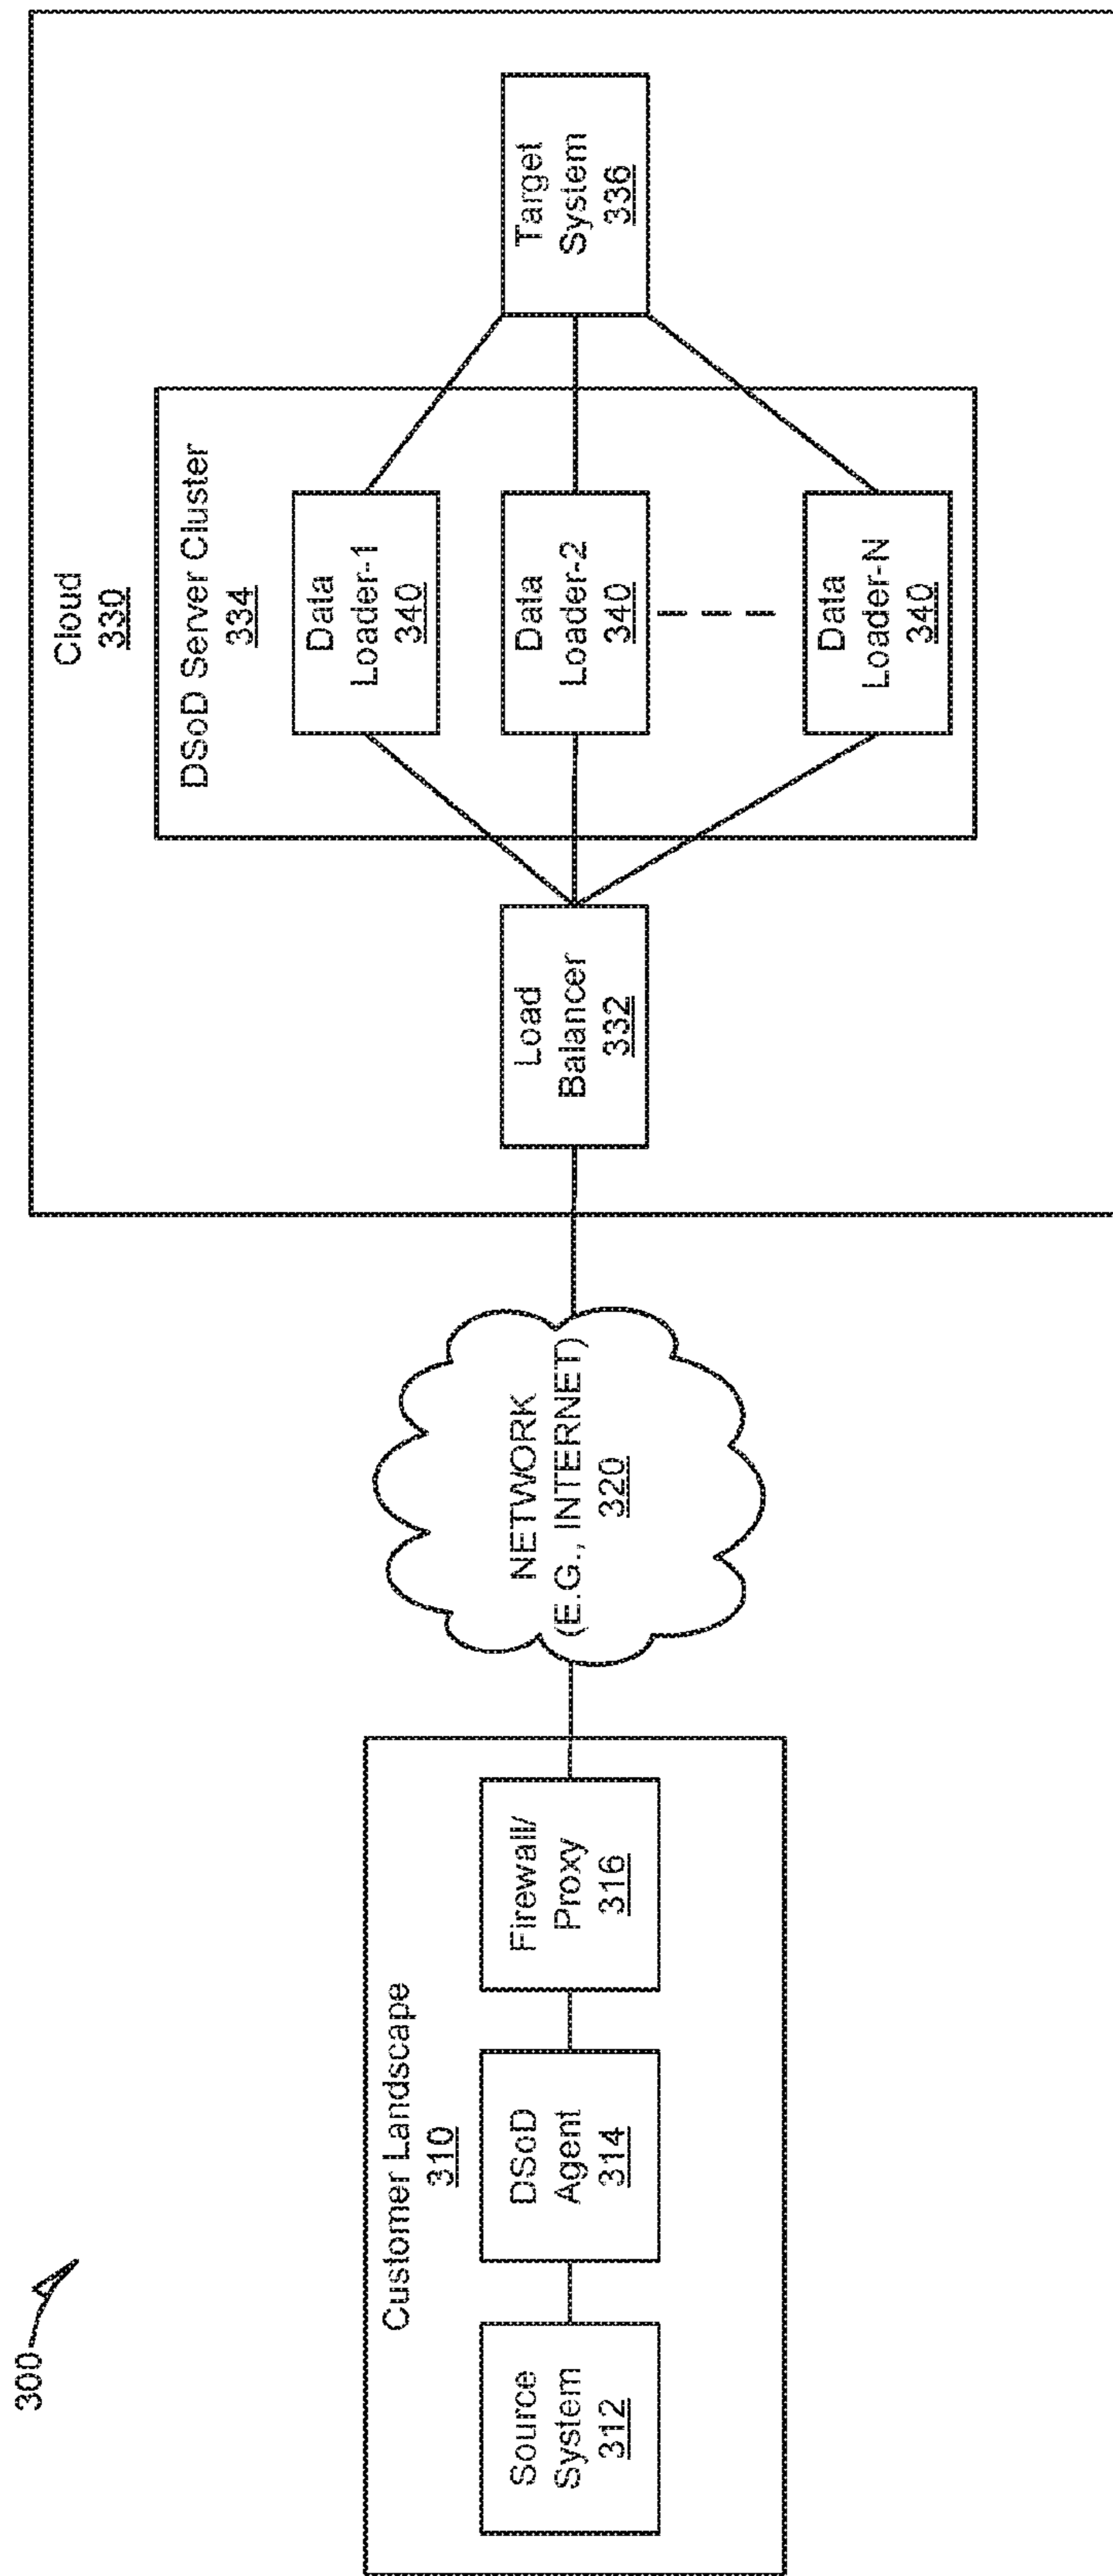 300
Customer Landscape
310
Source
System
312
DSoD
Agent
314
Firewall/
Proxy
316
NETWORK
(E.G., INTERNET)
320
Cloud
330
Load
Balancer
332
DSoD Server Cluster
334
Data
Loader-1
340
Data
Loader-2
340
Data
Loader-N
340
Target
System
336